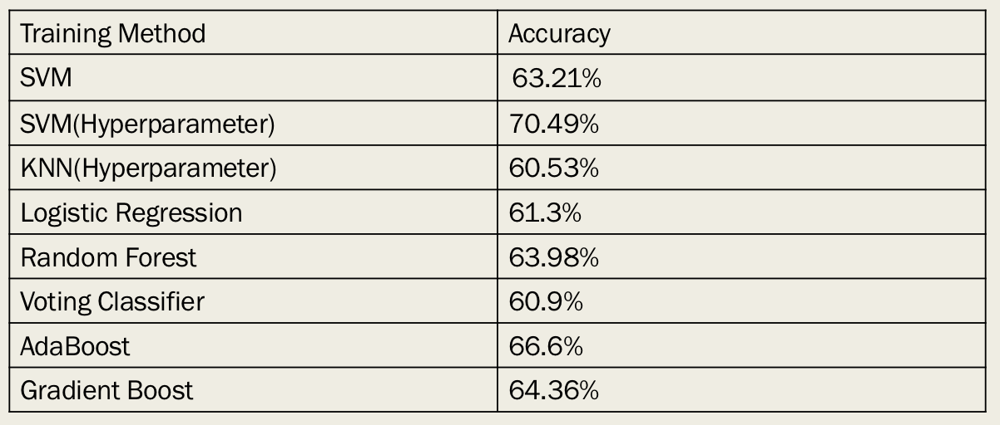 Training Method Accuracy
SVM 63.21%
SVM(Hyperparameter) 70.49%
KNN(Hyperparameter) 60.53%
Logistic Regression 61.3%
Random Forest 63.98%
Voting Classifier 60.9%
AdaBoost 66.6%
Gradient Boost 64.36%